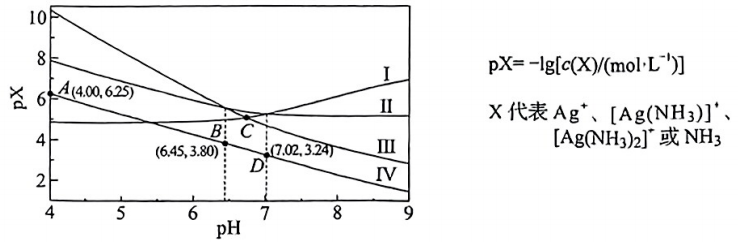 10
8
6
4
2
pX
4
5
6
7
8
9
pH
A(4.00, 6.25)
B
C
(6.45, 3.80)
D
(7.02, 3.24)
I
II
III
IV
pX= −lg[c(X)/(mol·L⁻¹)]
X 代表 Ag⁺、[Ag(NH₃)]⁺、
[Ag(NH₃)₂]⁺ 或 NH₃